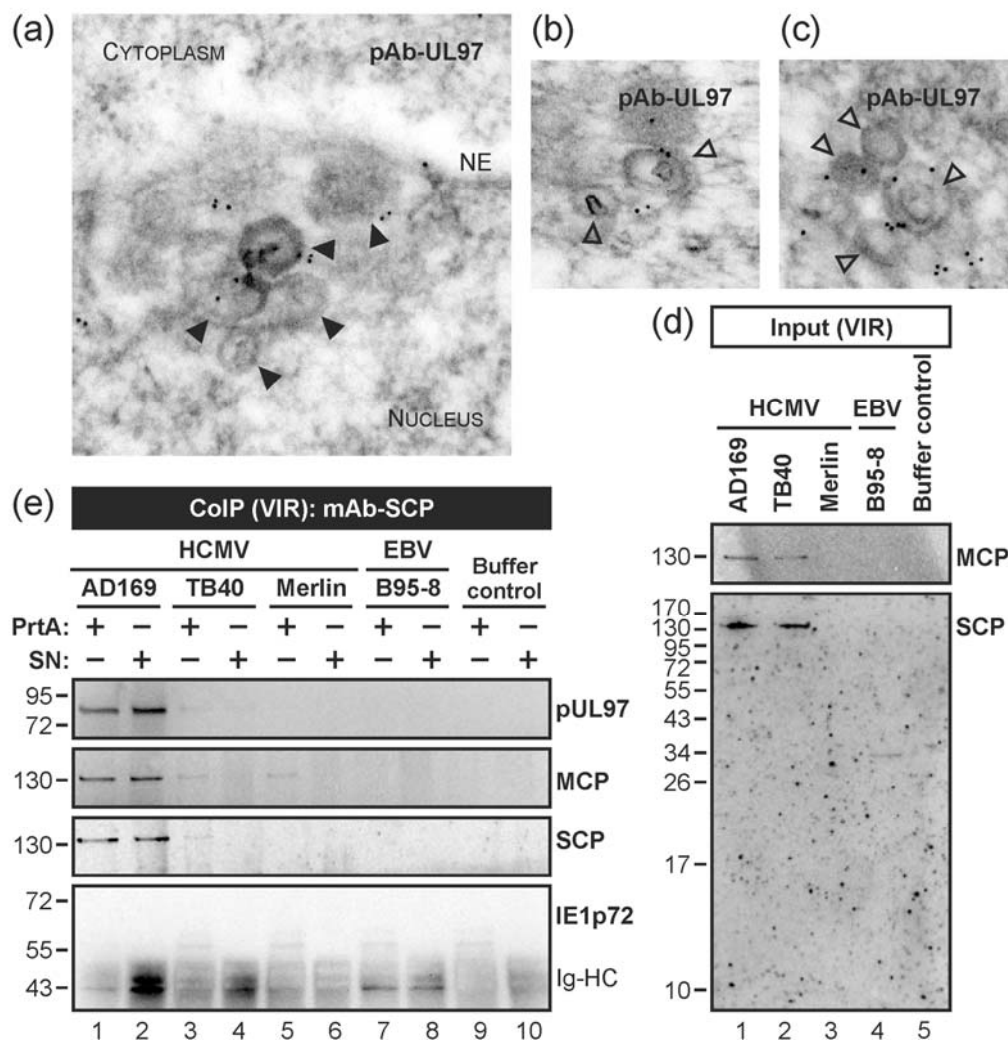 (a)
CYTOPLASM
pAb-UL97
NE
NUCLEUS
(b)
pAb-UL97
(c)
pAb-UL97
(d)
Input (VIR)
HCMV EBV
AD169 TB40 Merlin B95-8 Buffer control
130 MCP
170
130 SCP
95
72
55
43
34
26
17
10
1 2 3 4 5
(e)
CoIP (VIR): mAb-SCP
HCMV EBV Buffer
control
AD169 TB40 Merlin B95-8
PrtA: + – + – + – + – + –
SN: – + – + – + – + – +
95
72
pUL97
130 MCP
130 SCP
72
IE1p72
55
Ig-HC
43
1 2 3 4 5 6 7 8 9 10